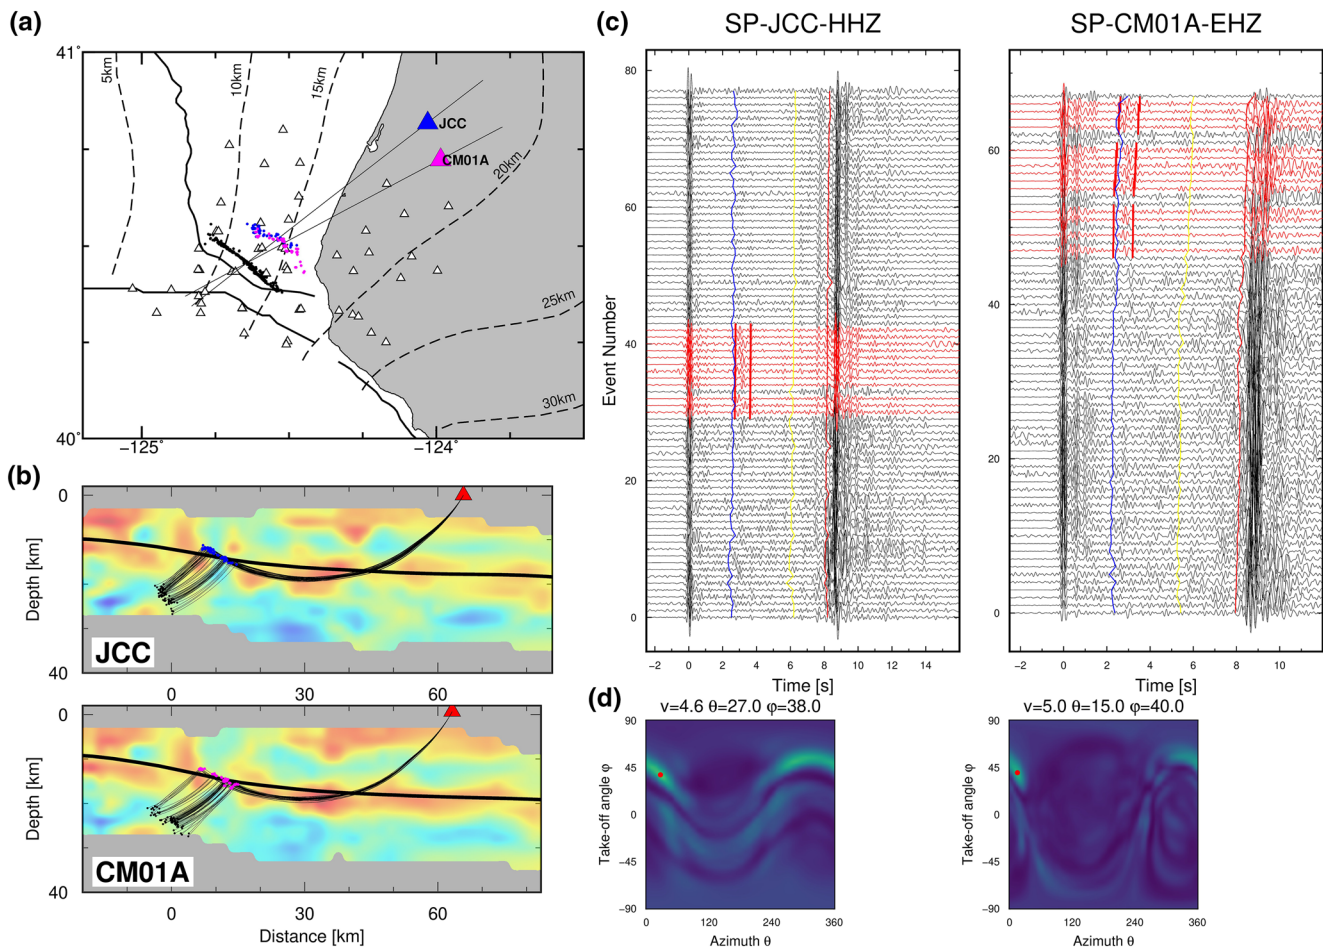 (a)
41°
40°
−125°
−124°
5km
10km
15km
20km
25km
30km
JCC
CM01A
(b)
0
40
Depth [km]
JCC
0
30
60
0
40
Depth [km]
CM01A
0
30
60
Distance [km]
(c)
SP-JCC-HHZ
80
60
40
20
0
Event Number
−2
0
2
4
6
8
10
12
14
Time [s]
SP-CM01A-EHZ
60
40
20
0
−2
0
2
4
6
8
10
Time [s]
(d)
v=4.6 θ=27.0 φ=38.0
90
45
0
−45
−90
Take-off angle φ
0
120
240
360
Azimuth θ
v=5.0 θ=15.0 φ=40.0
90
45
0
−45
−90
Take-off angle φ
0
120
240
360
Azimuth θ